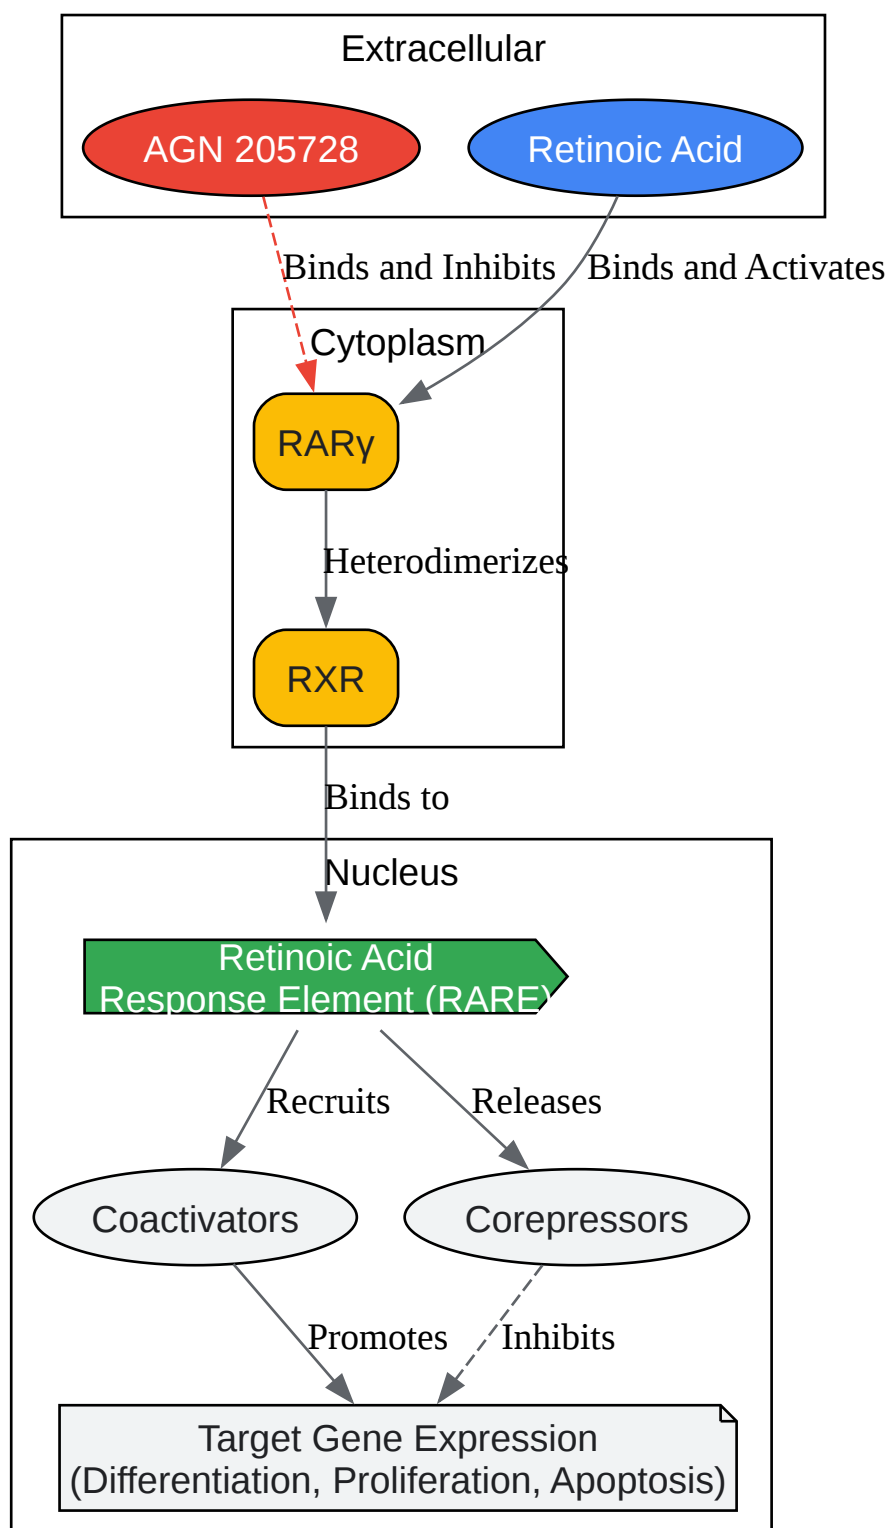 Extracellular
AGN 205728
Retinoic Acid
Binds and Inhibits
Binds and Activates
Cytoplasm
RARγ
Heterodimerizes
RXR
Binds to
Nucleus
Retinoic Acid
Response Element (RARE)
Recruits
Releases
Coactivators
Corepressors
Promotes
Inhibits
Target Gene Expression
(Differentiation, Proliferation, Apoptosis)